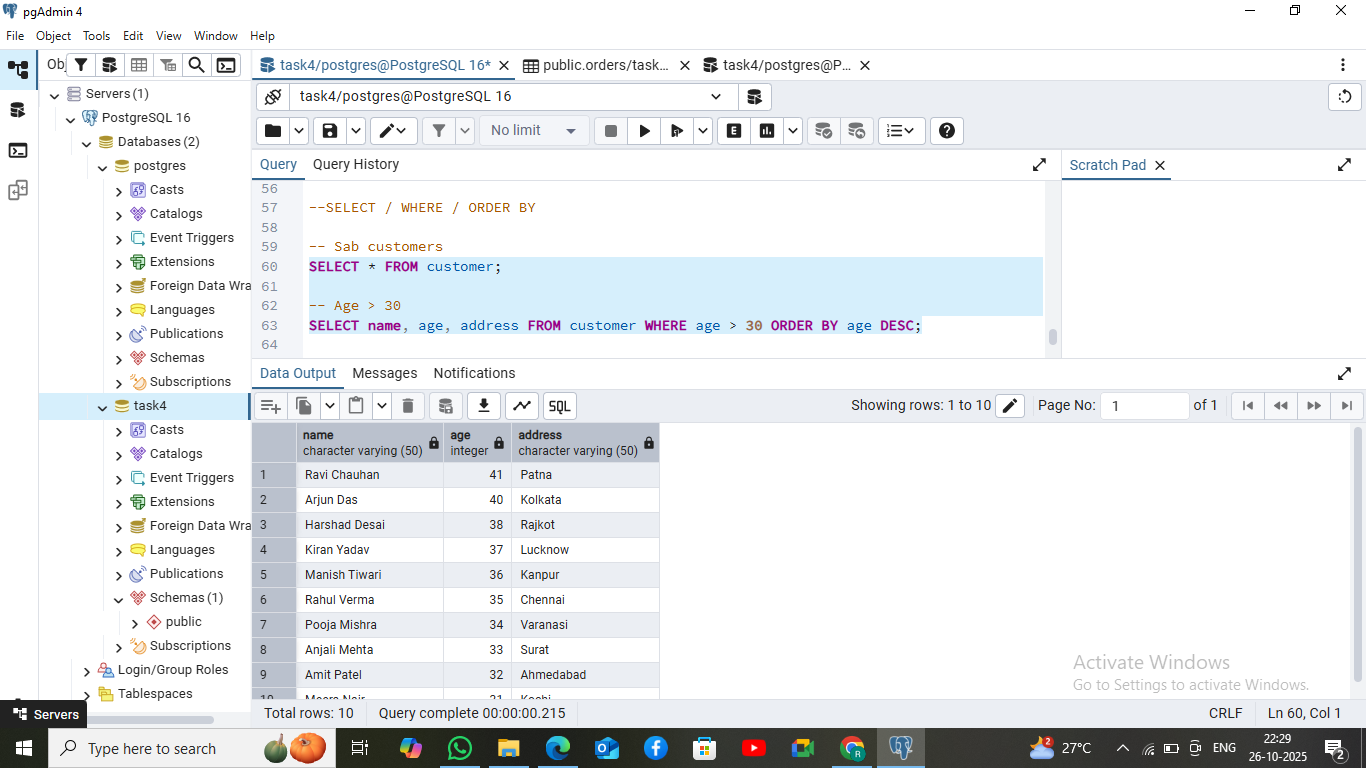 pgAdmin 4
File Object Tools Edit View Window Help
Ob
task4/postgres@PostgreSQL 16*
public.orders/task...
task4/postgres@P...
Servers (1)
PostgreSQL 16
Databases (2)
postgres
Casts
Catalogs
Event Triggers
Extensions
Foreign Data Wra
Languages
Publications
Schemas
Subscriptions
task4
Casts
Catalogs
Event Triggers
Extensions
Foreign Data Wra
Languages
Publications
Schemas (1)
public
Subscriptions
Login/Group Roles
Tablespaces
Servers
task4/postgres@PostgreSQL 16
No limit
E
Query Query History
Scratch Pad
56
57 --SELECT / WHERE / ORDER BY
58
59 -- Sab customers
60 SELECT * FROM customer;
61
62 -- Age > 30
63 SELECT name, age, address FROM customer WHERE age > 30 ORDER BY age DESC;
64
Data Output Messages Notifications
SQL
Showing rows: 1 to 10
Page No: 1 of 1
name age address
character varying (50) integer character varying (50)
1 Ravi Chauhan 41 Patna
2 Arjun Das 40 Kolkata
3 Harshad Desai 38 Rajkot
4 Kiran Yadav 37 Lucknow
5 Manish Tiwari 36 Kanpur
6 Rahul Verma 35 Chennai
7 Pooja Mishra 34 Varanasi
8 Anjali Mehta 33 Surat
9 Amit Patel 32 Ahmedabad
10 Meera Nair 31 Kochi
Activate Windows
Go to Settings to activate Windows.
Total rows: 10 Query complete 00:00:00.215 CRLF Ln 60, Col 1
Type here to search
2
27°C
ENG
22:29
26-10-2025
2